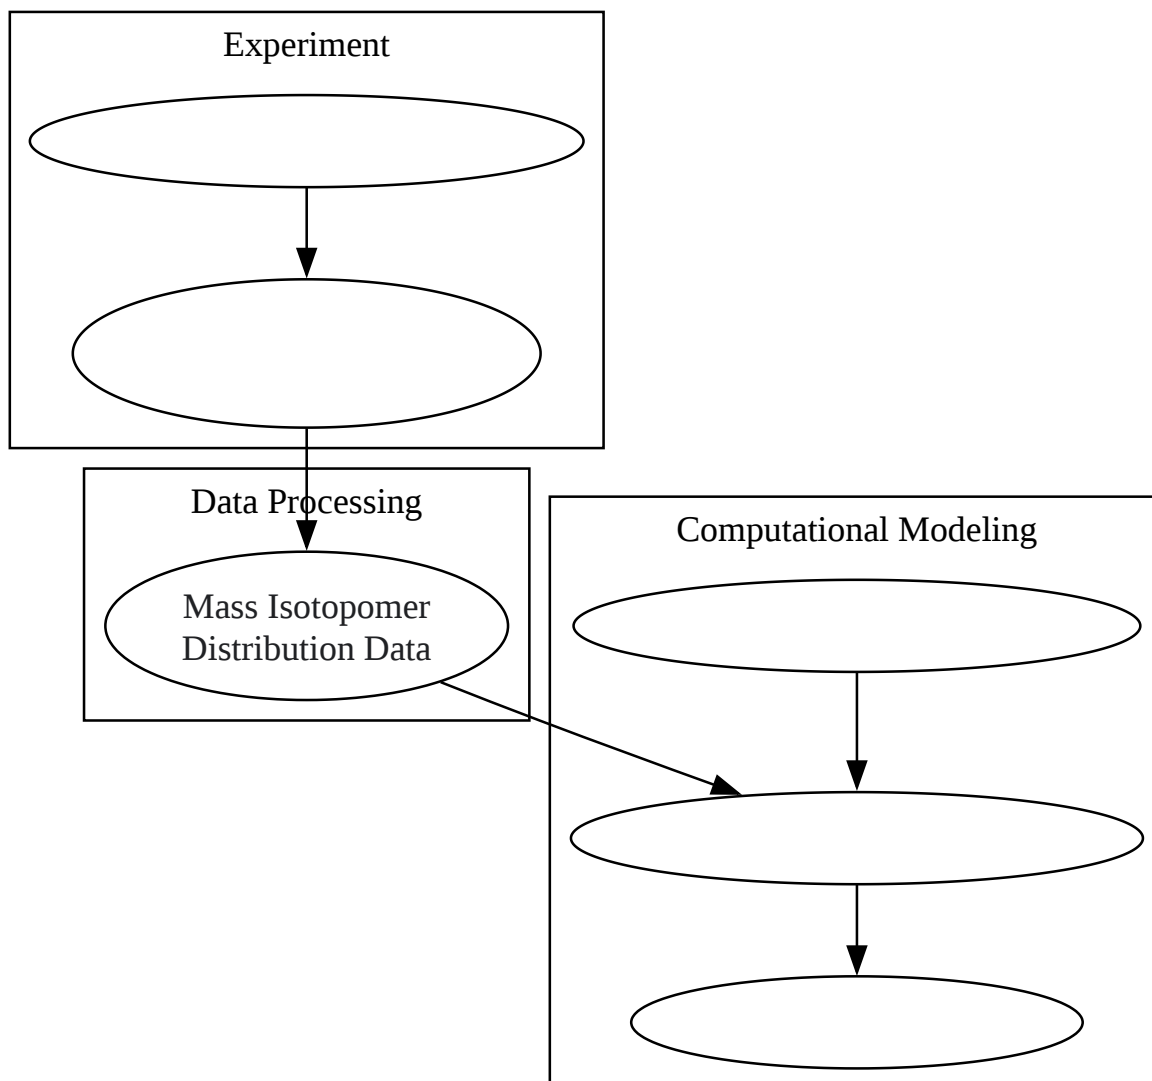 Experiment
Data Processing
Mass Isotopomer
Distribution Data
Computational Modeling